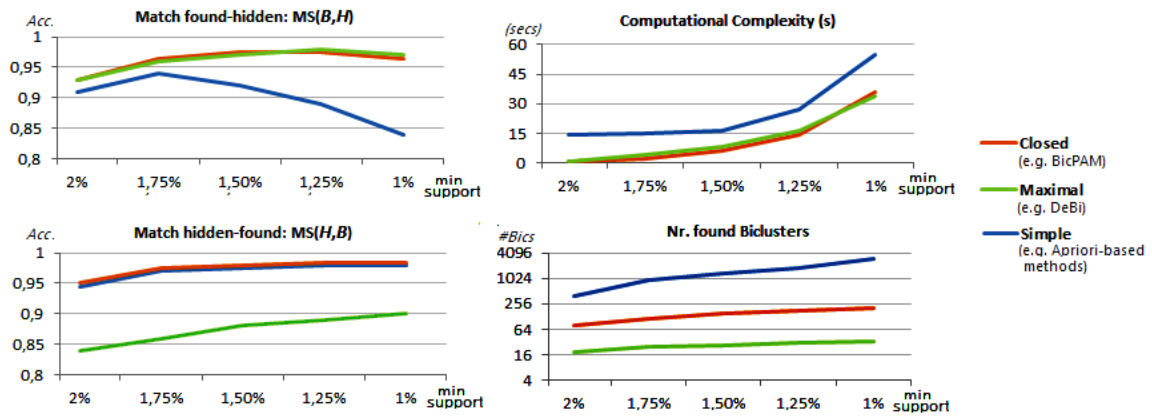 Match found-hidden: MS(B,H)
Acc.
1
0,95
0,9
0,85
0,8
2% 1,75% 1,50% 1,25% 1% min support
Computational Complexity (s)
(secs)
60
45
30
15
0
2% 1,75% 1,50% 1,25% 1% min support
Closed
(e.g. BicPAM)
Maximal
(e.g. DeBi)
Simple
(e.g. Apriori-based
methods)
Match hidden-found: MS(H,B)
Acc.
1
0,95
0,9
0,85
0,8
2% 1,75% 1,50% 1,25% 1% min support
Nr. found Biclusters
#Bics
4096
1024
256
64
16
4
2% 1,75% 1,50% 1,25% 1% min support